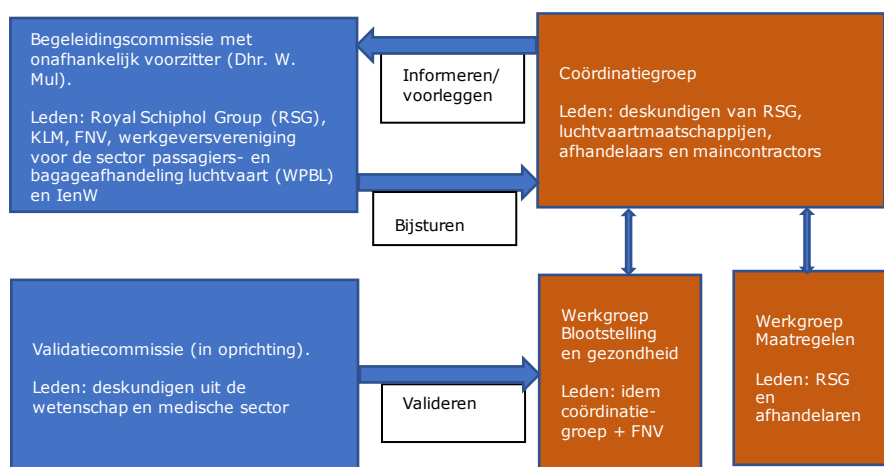 Begeleidingscommissie met
onafhankelijk voorzitter (Dhr. W.
Mul).
Leden: Royal Schiphol Group (RSG),
KLM, FNV, werkgeversvereniging
voor de sector passagiers- en
bagageafhandeling luchtvaart (WPBL)
en IenW
Informeren/
voorleggen
Bijsturen
Coördinatiegroep
Leden: deskundigen van RSG,
luchtvaartmaatschappijen,
afhandelaars en maincontractors
Validatiecommissie (in oprichting).
Leden: deskundigen uit de
wetenschap en medische sector
Valideren
Werkgroep
Blootstelling
en gezondheid
Leden: idem
coördinatie-
groep + FNV
Werkgroep
Maatregelen
Leden: RSG
en
afhandelaren